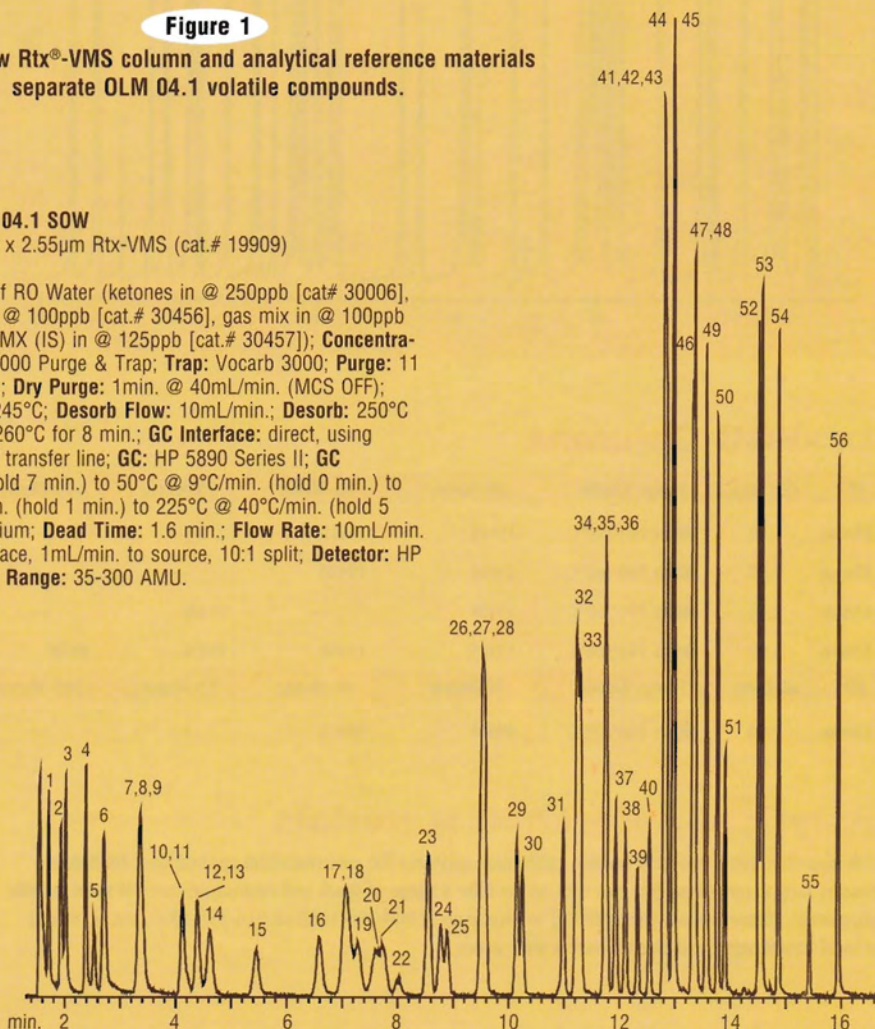 Figure 1
w Rtx®-VMS column and analytical reference materials
separate OLM 04.1 volatile compounds.
04.1 SOW
x 2.55µm Rtx-VMS (cat.# 19909)
f RO Water (ketones in @ 250ppb [cat# 30006],
@ 100ppb [cat.# 30456], gas mix in @ 100ppb
MX (IS) in @ 125ppb [cat.# 30457]); Concentra-
000 Purge & Trap; Trap: Vocarb 3000; Purge: 11
; Dry Purge: 1min. @ 40mL/min. (MCS OFF);
245°C; Desorb Flow: 10mL/min.; Desorb: 250°C
260°C for 8 min.; GC Interface: direct, using
transfer line; GC: HP 5890 Series II; GC
old 7 min.) to 50°C @ 9°C/min. (hold 0 min.) to
n. (hold 1 min.) to 225°C @ 40°C/min. (hold 5
ium; Dead Time: 1.6 min.; Flow Rate: 10mL/min.
ace, 1mL/min. to source, 10:1 split; Detector: HP
Range: 35-300 AMU.
1
2
3
4
5
6
7,8,9
10,11
12,13
14
15
16
17,18
19
20
21
22
23
24
25
26,27,28
29
30
31
32
33
34,35,36
37
38
39
40
41,42,43
44
45
46
47,48
49
50
51
52
53
54
55
56
min. 2 4 6 8 10 12 14 16